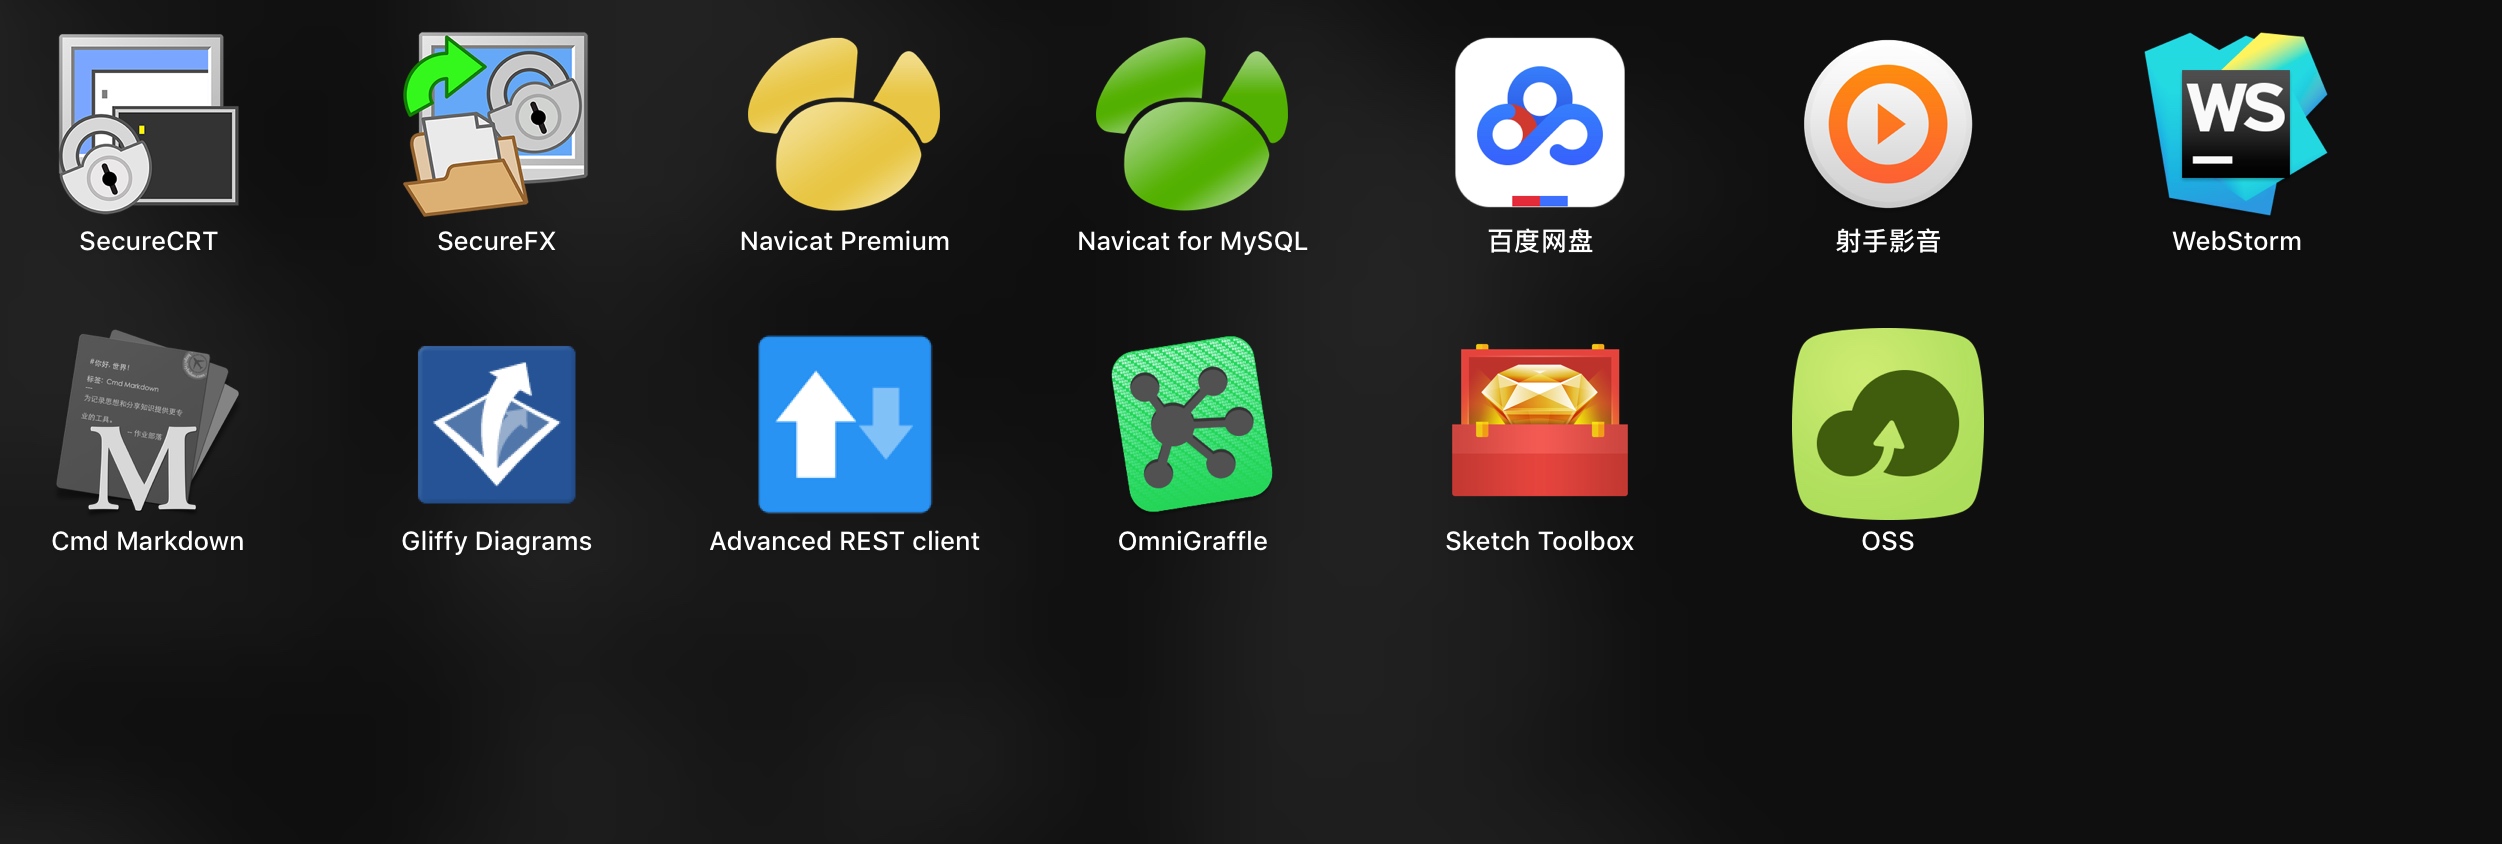 SecureCRT
SecureFX
Navicat Premium
Navicat for MySQL
百度网盘
射手影音
WS
WebStorm
#你好, 世界!
标签: Cmd Markdown
为记录思想和分享知识提供更专
业的工具。
—作业部落
M
Cmd Markdown
Gliffy Diagrams
Advanced REST client
OmniGraffle
Sketch Toolbox
OSS